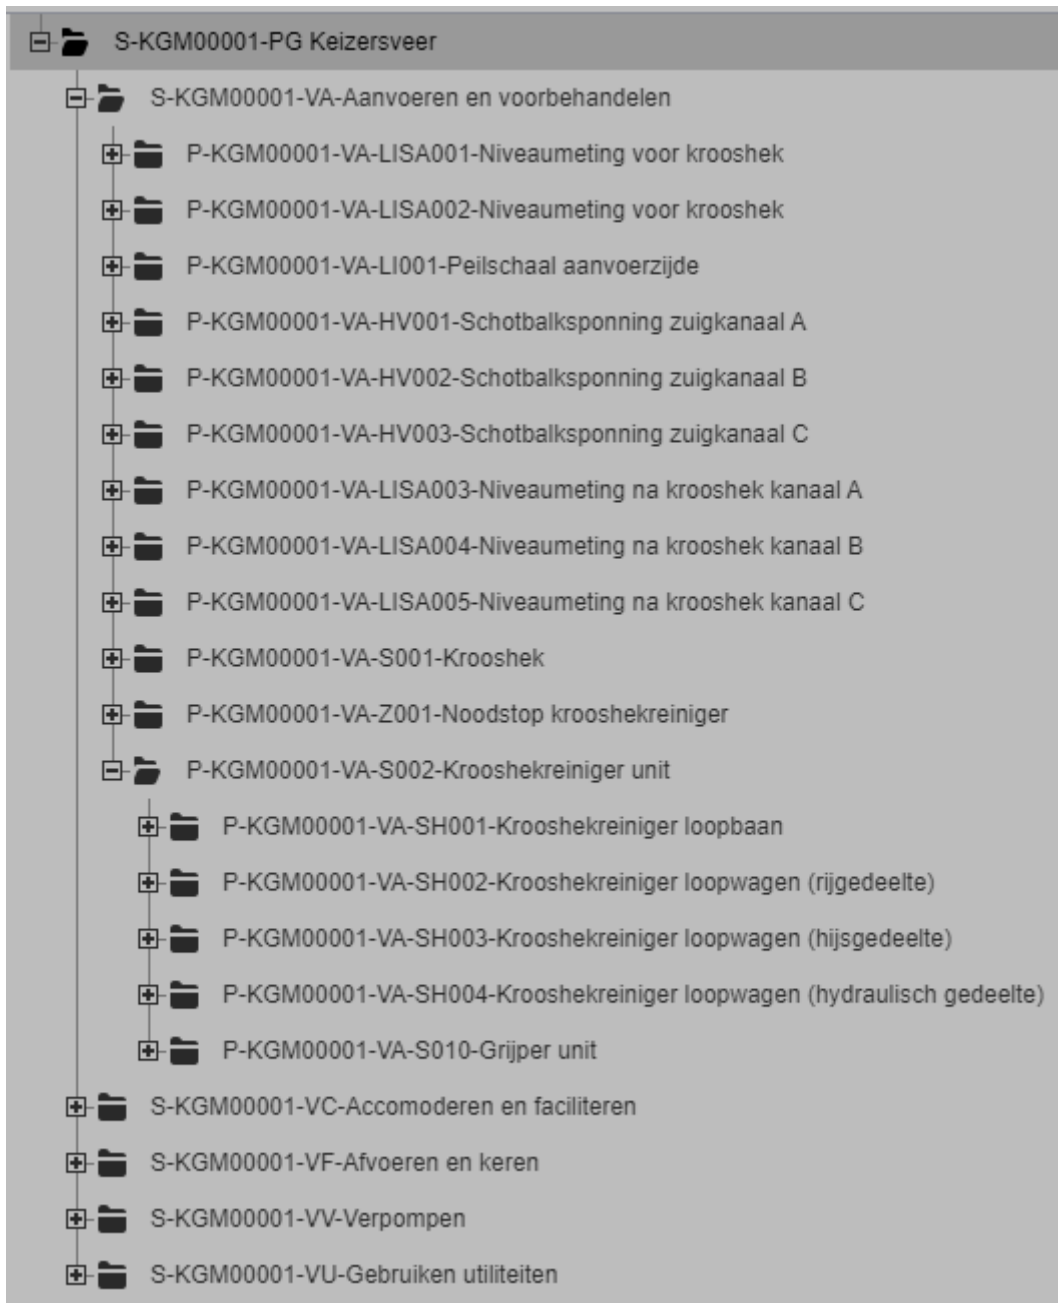 S-KGM00001-PG Keizersveer
S-KGM00001-VA-Aanvoeren en voorbehandelen
P-KGM00001-VA-LISA001-Niveaumeting voor krooshek
P-KGM00001-VA-LISA002-Niveaumeting voor krooshek
P-KGM00001-VA-LI001-Peilschaal aanvoerzijde
P-KGM00001-VA-HV001-Schotbalksponning zuigkanaal A
P-KGM00001-VA-HV002-Schotbalksponning zuigkanaal B
P-KGM00001-VA-HV003-Schotbalksponning zuigkanaal C
P-KGM00001-VA-LISA003-Niveaumeting na krooshek kanaal A
P-KGM00001-VA-LISA004-Niveaumeting na krooshek kanaal B
P-KGM00001-VA-LISA005-Niveaumeting na krooshek kanaal C
P-KGM00001-VA-S001-Krooshek
P-KGM00001-VA-Z001-Noodstop krooshekreiniger
P-KGM00001-VA-S002-Krooshekreiniger unit
P-KGM00001-VA-SH001-Krooshekreiniger loopbaan
P-KGM00001-VA-SH002-Krooshekreiniger loopwagen (rijgedeelte)
P-KGM00001-VA-SH003-Krooshekreiniger loopwagen (hijsgedeelte)
P-KGM00001-VA-SH004-Krooshekreiniger loopwagen (hydraulisch gedeelte)
P-KGM00001-VA-S010-Grijper unit
S-KGM00001-VC-Accomoderen en faciliteren
S-KGM00001-VF-Afvoeren en keren
S-KGM00001-VV-Verpompen
S-KGM00001-VU-Gebruiken utiliteiten